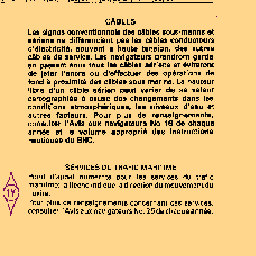 CÂBLES
Les signes conventionnels des câbles sous-marins et
aériens ne différencient pas les câbles conducteurs
d'électricité, pouvant à haute tension, des autres
câbles de service. Les navigateurs prendront garde
en passant sous tous les câbles aériens et éviteront
de jeter l'ancre ou d'effectuer des opérations de
fond à proximité des câbles sous-marins. La hauteur
libre d'un câble aérien peut varier de sa valeur
cartographiée à cause des changements dans les
conditions atmosphériques, les niveaux d'eau et
autres facteurs. Pour plus de renseignements,
consulter l'Avis aux navigateurs No. 16 de chaque
année et le volume approprié des Instructions
nautiques du SHC.
SERVICES DU TRAFIC MARITIME
Point d'appel numéroté pour les services du trafic
maritime; la flèche indique la direction du mouvement du
navire.
Pour plus de renseignements concernant ces services,
consulter l'Avis aux navigateurs No. 25 de chaque année.